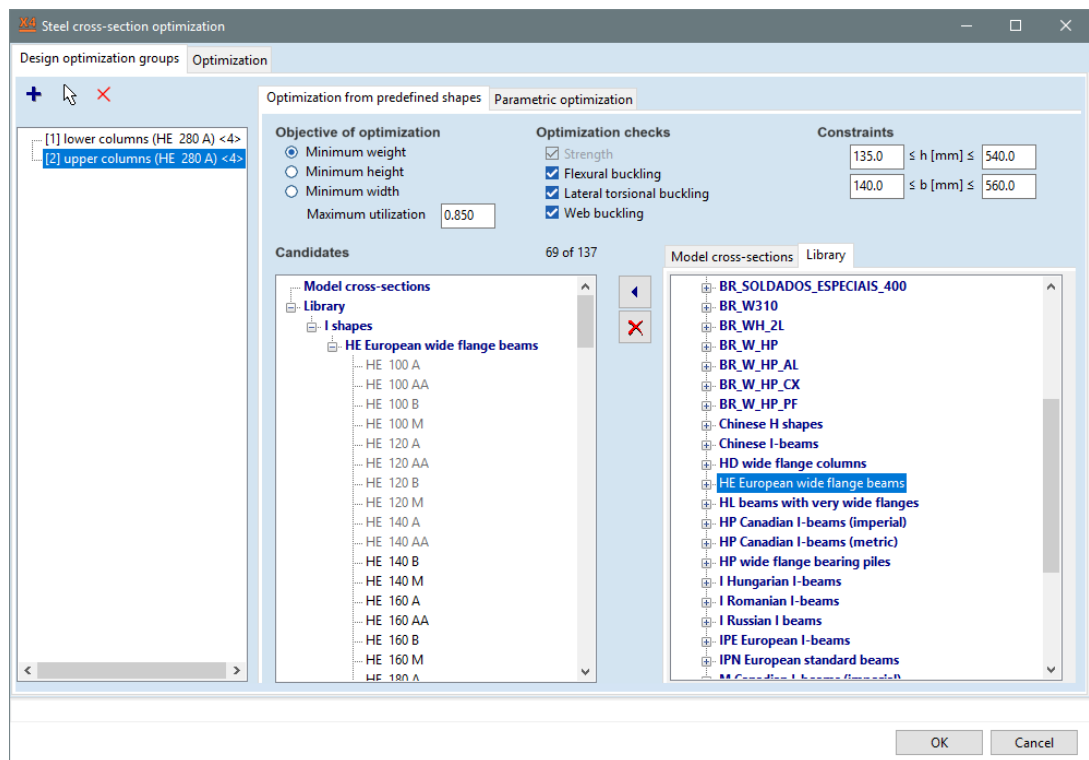 X4 Steel cross-section optimization
Design optimization groups Optimization
[1] lower columns (HE 280 A) <4>
[2] upper columns (HE 280 A) <4>
Optimization from predefined shapes Parametric optimization
Objective of optimization
Minimum weight
Minimum height
Minimum width
Maximum utilization 0.850
Optimization checks
Strength
Flexural buckling
Lateral torsional buckling
Web buckling
Constraints
135.0 ≤ h [mm] ≤ 540.0
140.0 ≤ b [mm] ≤ 560.0
Candidates 69 of 137
Model cross-sections
Library
I shapes
HE European wide flange beams
HE 100 A
HE 100 AA
HE 100 B
HE 100 M
HE 120 A
HE 120 AA
HE 120 B
HE 120 M
HE 140 A
HE 140 AA
HE 140 B
HE 140 M
HE 160 A
HE 160 AA
HE 160 B
HE 160 M
HE 180 A
Model cross-sections Library
BR_SOLDADOS_ESPECIAIS_400
BR_W310
BR_WH_2L
BR_W_HP
BR_W_HP_AL
BR_W_HP_CX
BR_W_HP_PF
Chinese H shapes
Chinese I-beams
HD wide flange columns
HE European wide flange beams
HL beams with very wide flanges
HP Canadian I-beams (imperial)
HP Canadian I-beams (metric)
HP wide flange bearing piles
I Hungarian I-beams
I Romanian I-beams
I Russian I beams
IPE European I-beams
IPN European standard beams
M Canadian I-beams (imperial)
OK Cancel